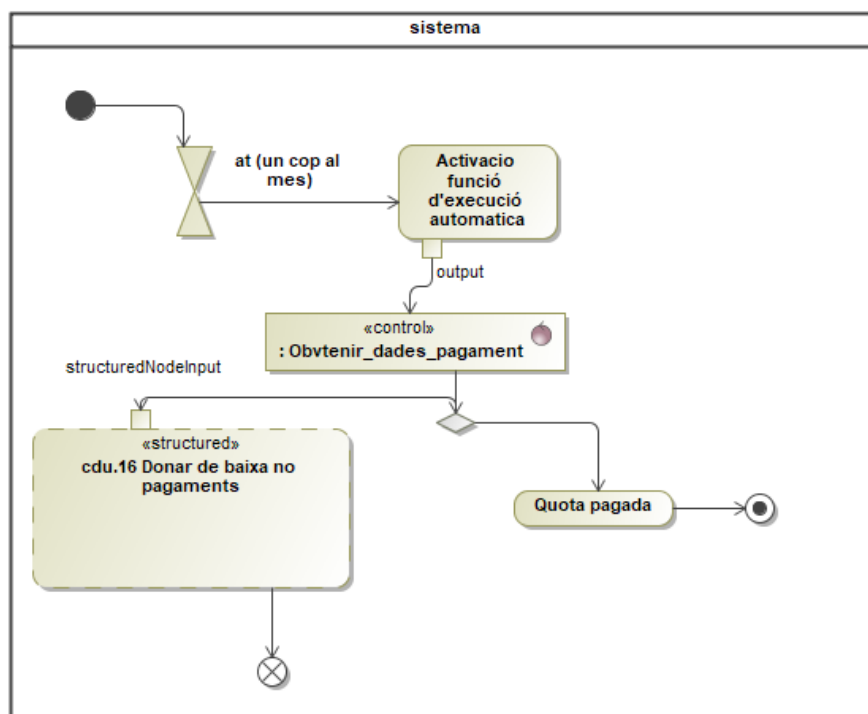 sistema
at (un cop al
mes)
Activacio
funció
d'execució
automatica
output
«control»
: Obvtenir_dades_pagament
structuredNodeInput
«structured»
cdu.16 Donar de baixa no
pagaments
Quota pagada